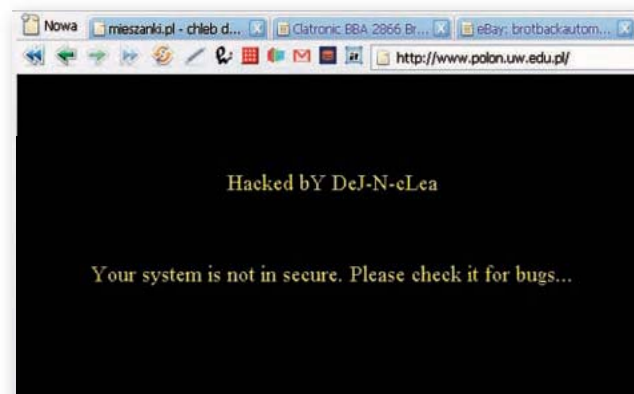 Nowa mieszanki.pl - chleb d... Clatronic BBA 2866 Br... eBay: brotbackautom...
http://www.polon.uw.edu.pl/
Hacked bY DeJ-N-cLea
Your system is not in secure. Please check it for bugs...